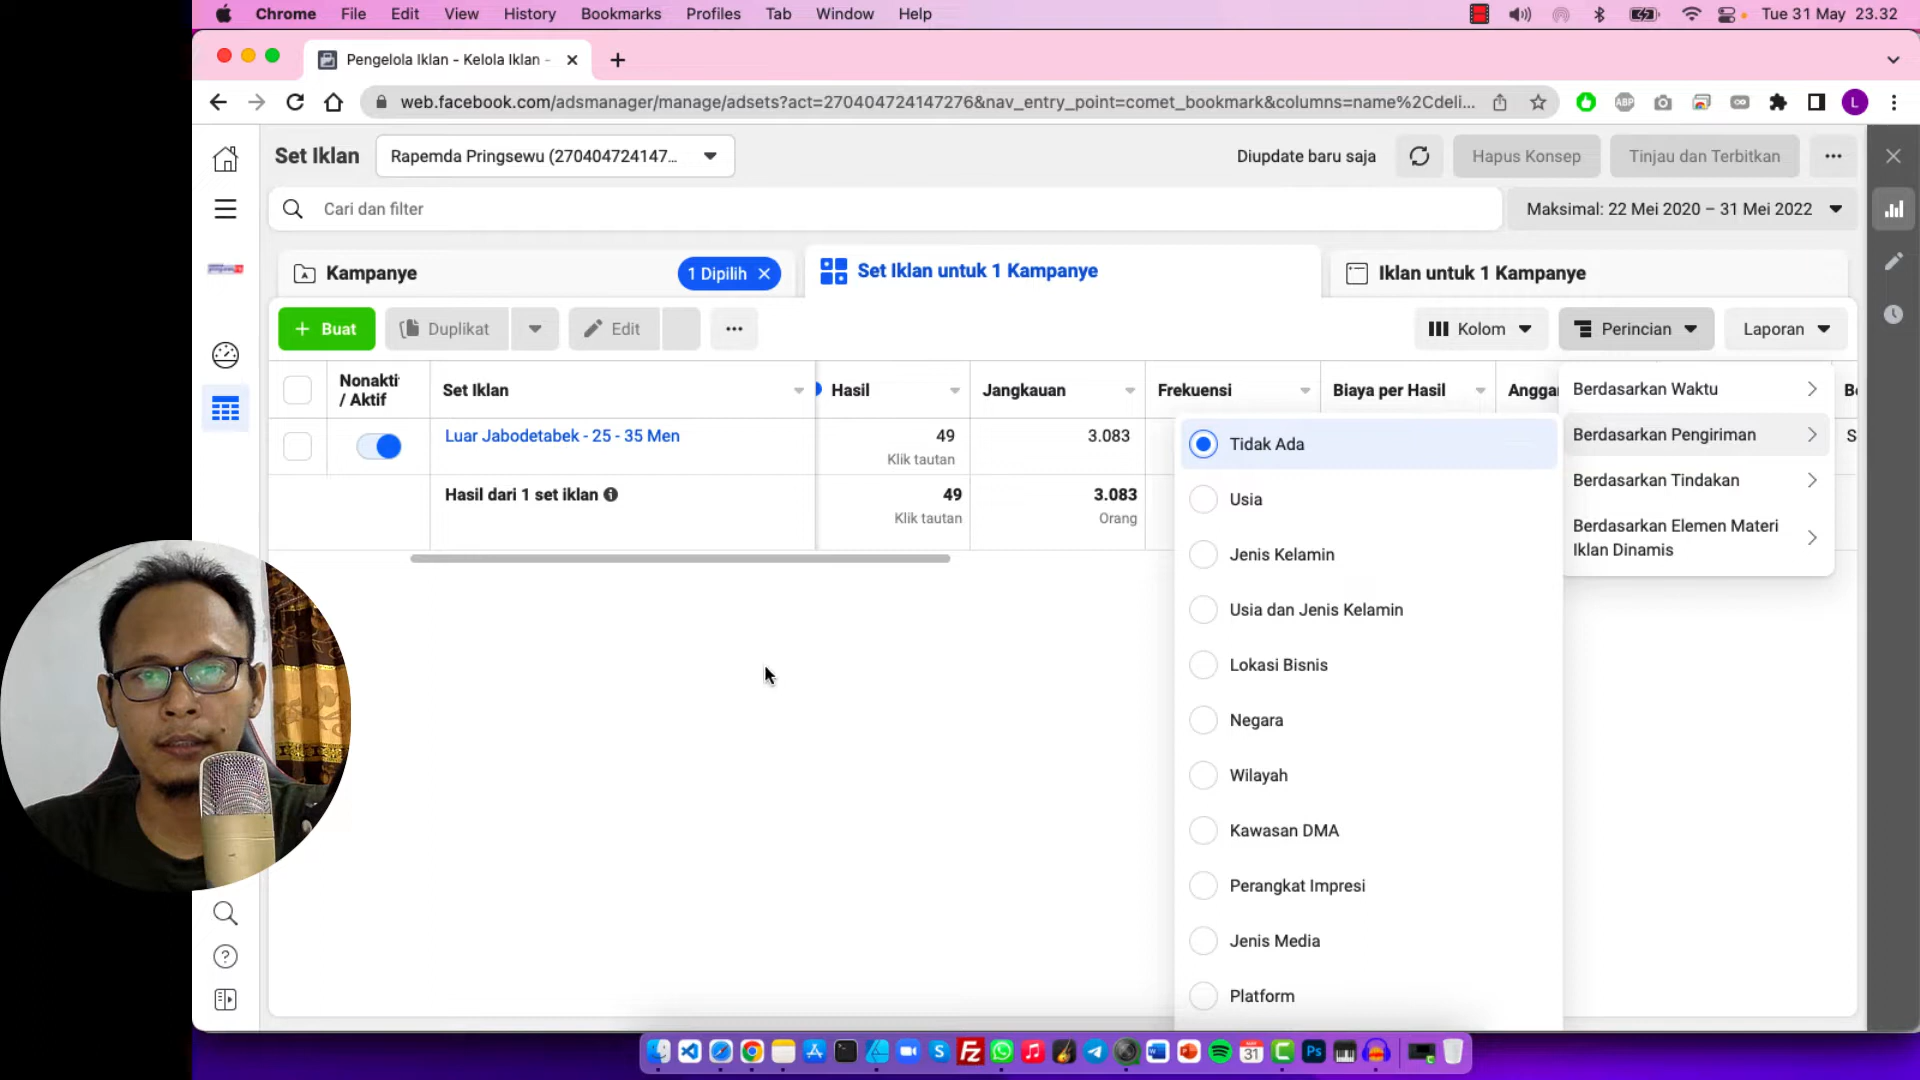 Chrome File Edit View History Bookmarks Profiles Tab Window Help Tue 31 May 23.32
Pengelola Iklan - Kelola Iklan -
web.facebook.com/adsmanager/manage/adsets?act=270404724147276&nav_entry_point=comet_bookmark&columns=name%2Cdeli...
ABP
L
Set Iklan
Rapemda Pringsewu (270404724147...
Diupdate baru saja
Hapus Konsep
Tinjau dan Terbitkan
Cari dan filter
Maksimal: 22 Mei 2020 – 31 Mei 2022
Kampanye
1 Dipilih
Set Iklan untuk 1 Kampanye
Iklan untuk 1 Kampanye
+ Buat
Duplikat
Edit
Kolom
Perincian
Laporan
Nonakti
/ Aktif
Set Iklan
Hasil
Jangkauan
Frekuensi
Biaya per Hasil
Anggar
Luar Jabodetabek - 25 - 35 Men
49
Klik tautan
3.083
S
Hasil dari 1 set iklan
49
Klik tautan
3.083
Orang
Berdasarkan Waktu
Berdasarkan Pengiriman
Berdasarkan Tindakan
Berdasarkan Elemen Materi
Iklan Dinamis
Tidak Ada
Usia
Jenis Kelamin
Usia dan Jenis Kelamin
Lokasi Bisnis
Negara
Wilayah
Kawasan DMA
Perangkat Impresi
Jenis Media
Platform
31
Ps